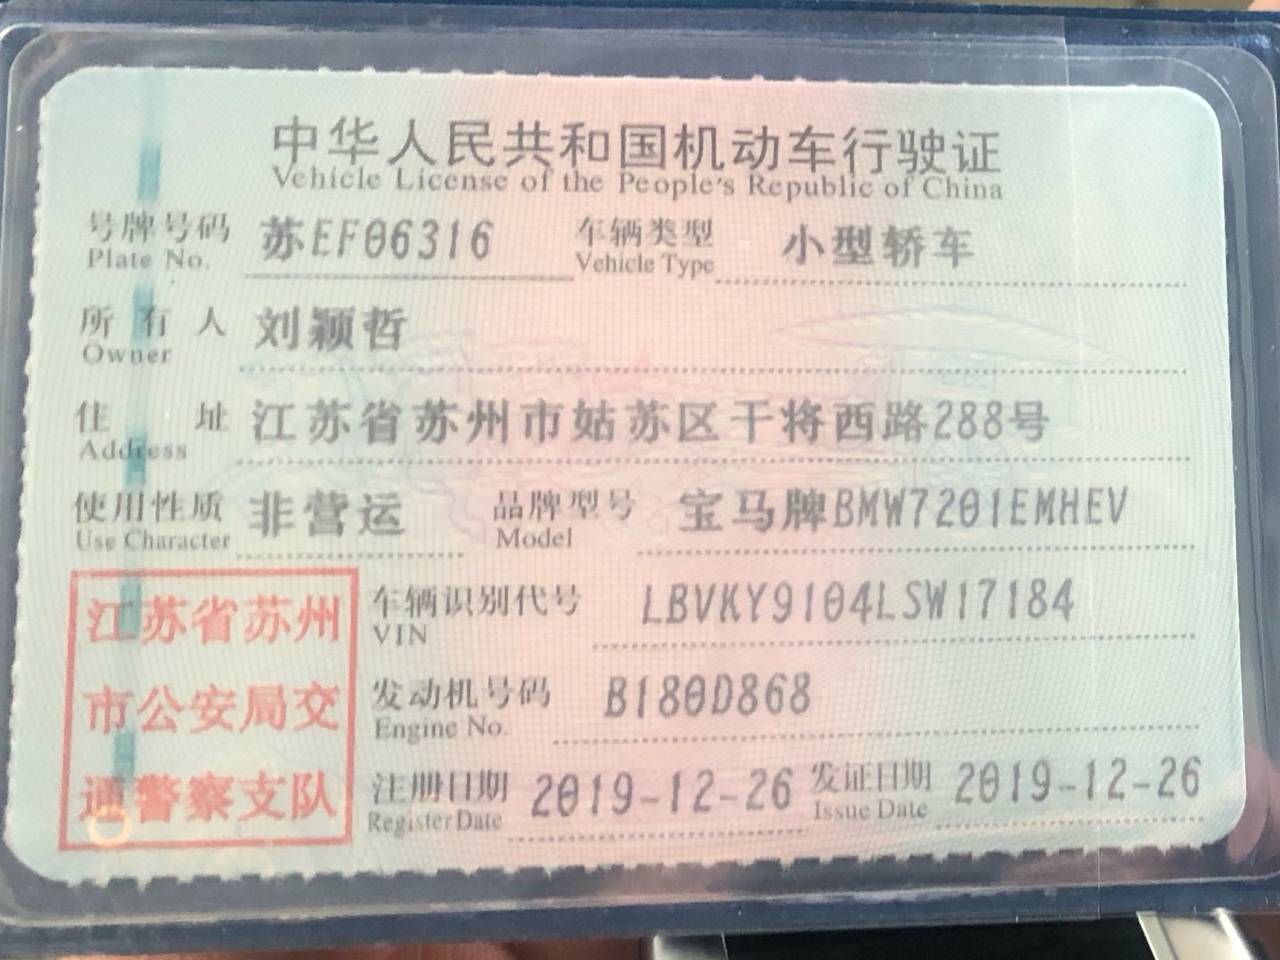 中华人民共和国机动车行驶证
Vehicle License of the People's Republic of China
号牌号码 苏EF06316 车辆类型 小型轿车
Plate No. Vehicle Type
所有人 刘颖哲
Owner
住址 江苏省苏州市姑苏区干将西路288号
Address
使用性质 非营运 品牌型号 宝马牌BMW7201EMHEV
Use Character Model
江苏省苏州
市公安局交
通警察支队
车辆识别代号 LBVKY9104LSW17184
VIN
发动机号码 B180D868
Engine No.
注册日期 2019-12-26 发证日期 2019-12-26
Register Date Issue Date